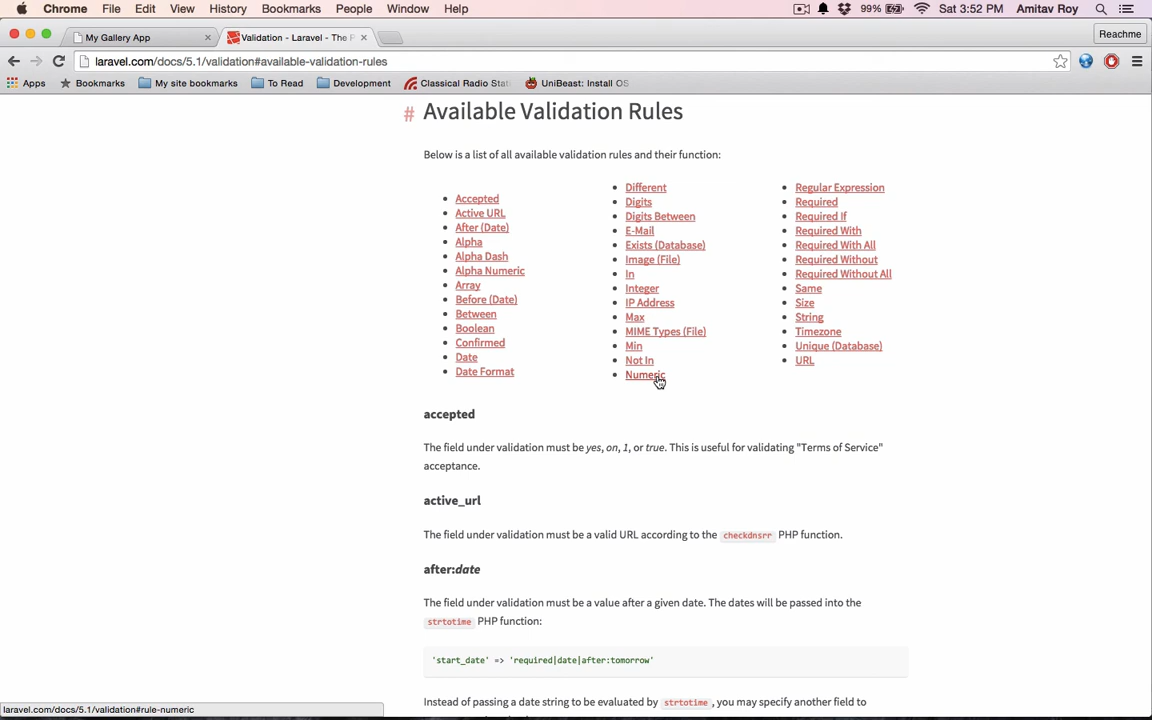 Chrome File Edit View History Bookmarks People Window Help 99% Sat 3:52 PM Amitav Roy
My Gallery App
Validation - Laravel - The P
Reachme
laravel.com/docs/5.1/validation#available-validation-rules
Apps Bookmarks My site bookmarks To Read Development Classical Radio Stati UniBeast: Install OS
# Available Validation Rules
Below is a list of all available validation rules and their function:
Accepted
Active URL
After (Date)
Alpha
Alpha Dash
Alpha Numeric
Array
Before (Date)
Between
Boolean
Confirmed
Date
Date Format
Different
Digits
Digits Between
E-Mail
Exists (Database)
Image (File)
In
Integer
IP Address
Max
MIME Types (File)
Min
Not In
Numeric
Regular Expression
Required
Required If
Required With
Required With All
Required Without
Required Without All
Same
Size
String
Timezone
Unique (Database)
URL
accepted
The field under validation must be yes, on, 1, or true. This is useful for validating "Terms of Service"
acceptance.
active_url
The field under validation must be a valid URL according to the checkdnsrr PHP function.
after:date
The field under validation must be a value after a given date. The dates will be passed into the
strtotime PHP function:
'start_date' => 'required|date|after:tomorrow'
Instead of passing a date string to be evaluated by strtotime, you may specify another field to
laravel.com/docs/5.1/validation#rule-numeric